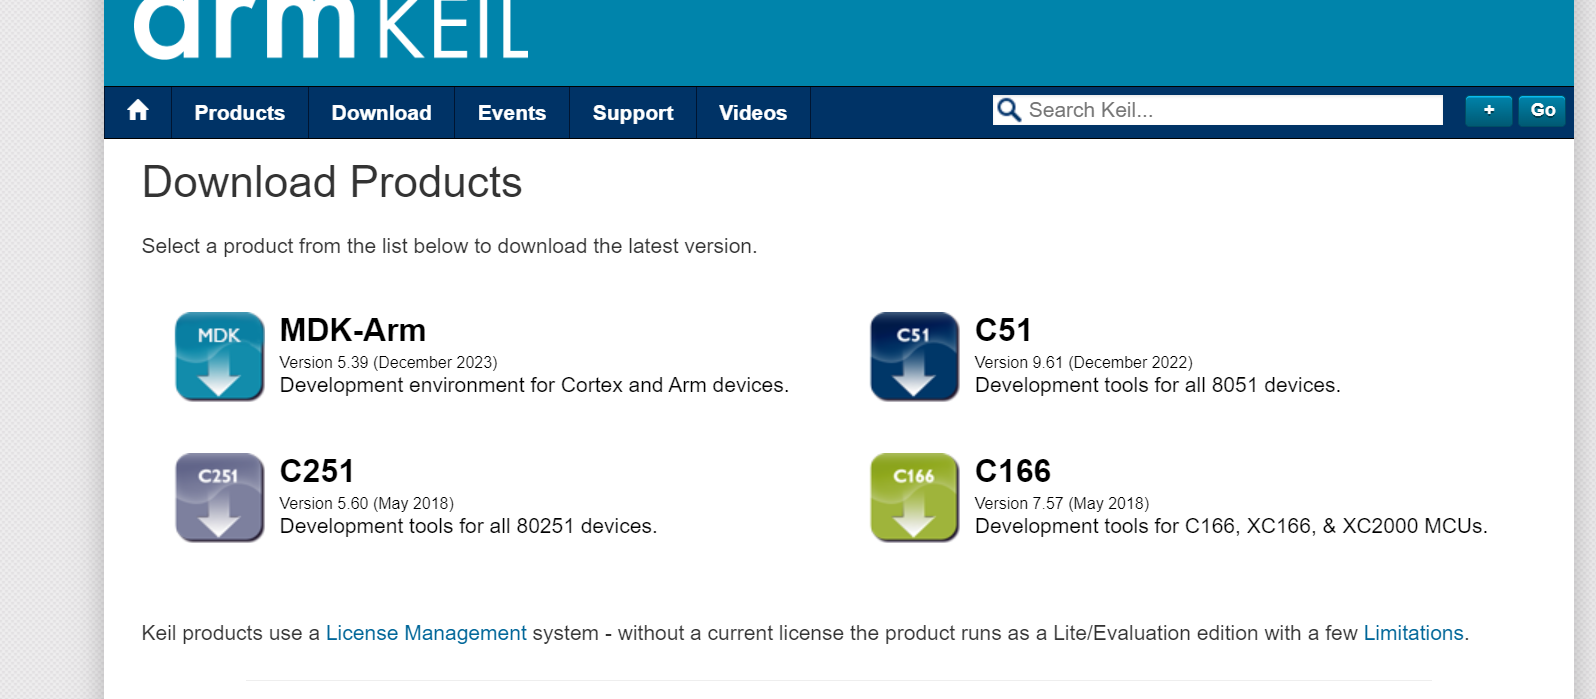 arm KEIL
Products Download Events Support Videos Search Keil... + Go
Download Products
Select a product from the list below to download the latest version.
MDK
MDK-Arm
Version 5.39 (December 2023)
Development environment for Cortex and Arm devices.
C51
C51
Version 9.61 (December 2022)
Development tools for all 8051 devices.
C251
C251
Version 5.60 (May 2018)
Development tools for all 80251 devices.
C166
C166
Version 7.57 (May 2018)
Development tools for C166, XC166, & XC2000 MCUs.
Keil products use a License Management system - without a current license the product runs as a Lite/Evaluation edition with a few Limitations.